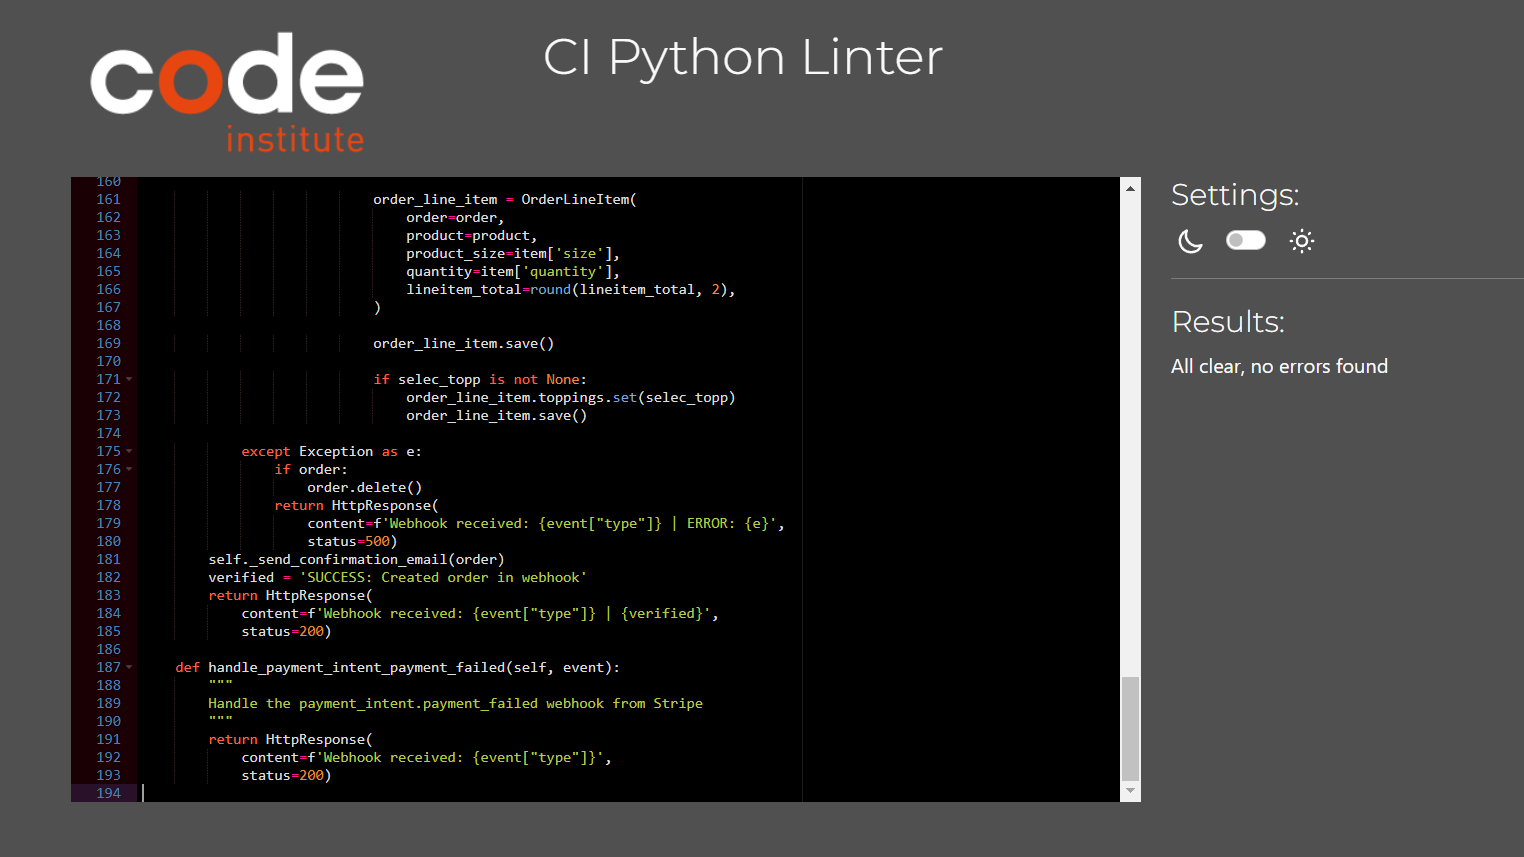 code
institute
CI Python Linter
160
161 order_line_item = OrderLineItem(
162 order=order,
163 product=product,
164 product_size=item['size'],
165 quantity=item['quantity'],
166 lineitem_total=round(lineitem_total, 2),
167 )
168
169 order_line_item.save()
170
171 if selec_topp is not None:
172 order_line_item.toppings.set(selec_topp)
173 order_line_item.save()
174
175 except Exception as e:
176 if order:
177 order.delete()
178 return HttpResponse(
179 content=f'Webhook received: {event["type"]} | ERROR: {e}',
180 status=500)
181 self._send_confirmation_email(order)
182 verified = 'SUCCESS: Created order in webhook'
183 return HttpResponse(
184 content=f'Webhook received: {event["type"]} | {verified}',
185 status=200)
186
187 def handle_payment_intent_payment_failed(self, event):
188 """
189 Handle the payment_intent.payment_failed webhook from Stripe
190 """
191 return HttpResponse(
192 content=f'Webhook received: {event["type"]}',
193 status=200)
194
Settings:
Results:
All clear, no errors found